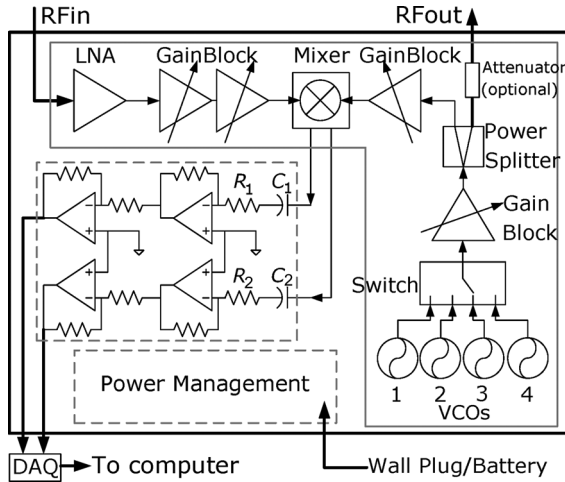 RFin
RFout
LNA
GainBlock
Mixer
GainBlock
Attenuator
(optional)
Power
Splitter
R1
C1
Gain
Block
R2
C2
Switch
1 2 3 4
VCOs
Power Management
DAQ
To computer
Wall Plug/Battery